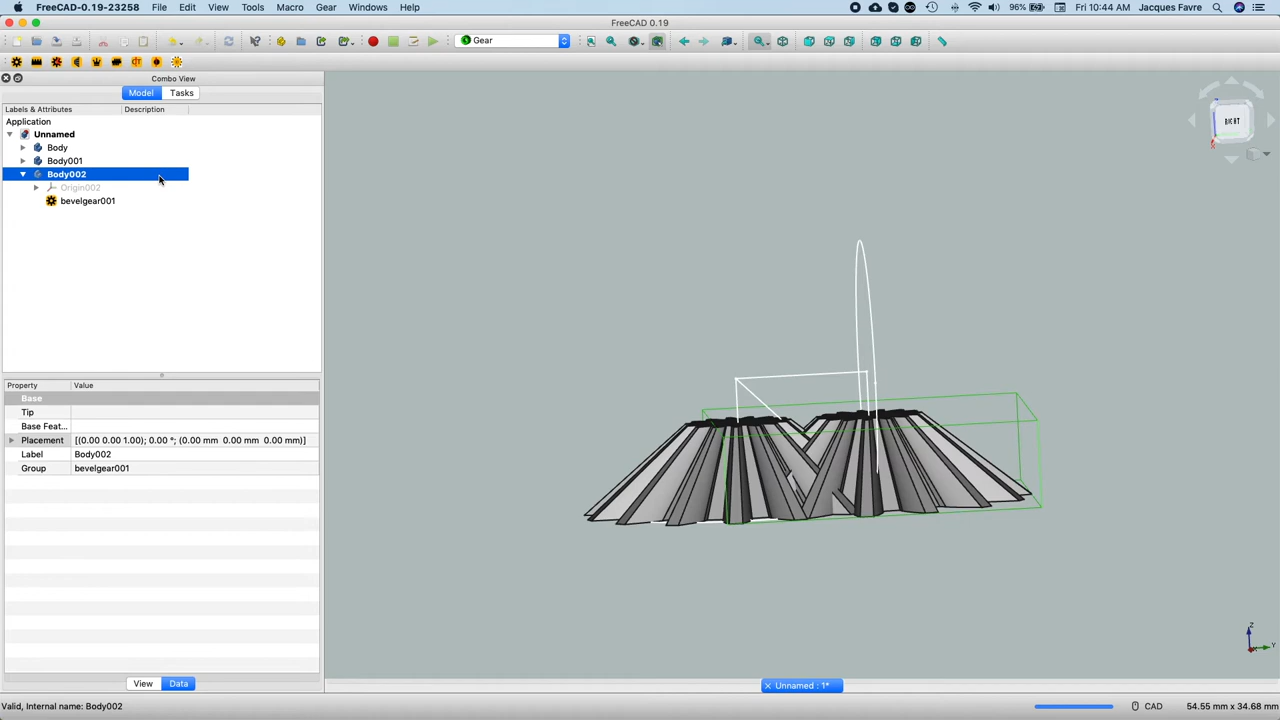 FreeCAD-0.19-23258 File Edit View Tools Macro Gear Windows Help 96% Fri 10:44 AM Jacques Favre
FreeCAD 0.19
Gear
Combo View
Model Tasks
Labels & Attributes Description
Application
Unnamed
Body
Body001
Body002
Origin002
bevelgear001
RIGHT
Property Value
Base
Tip
Base Feat...
Placement [(0.00 0.00 1.00); 0.00 °; (0.00 mm 0.00 mm 0.00 mm)]
Label Body002
Group bevelgear001
Z
Y
View Data
Unnamed : 1*
Valid, Internal name: Body002 CAD 54.55 mm x 34.68 mm